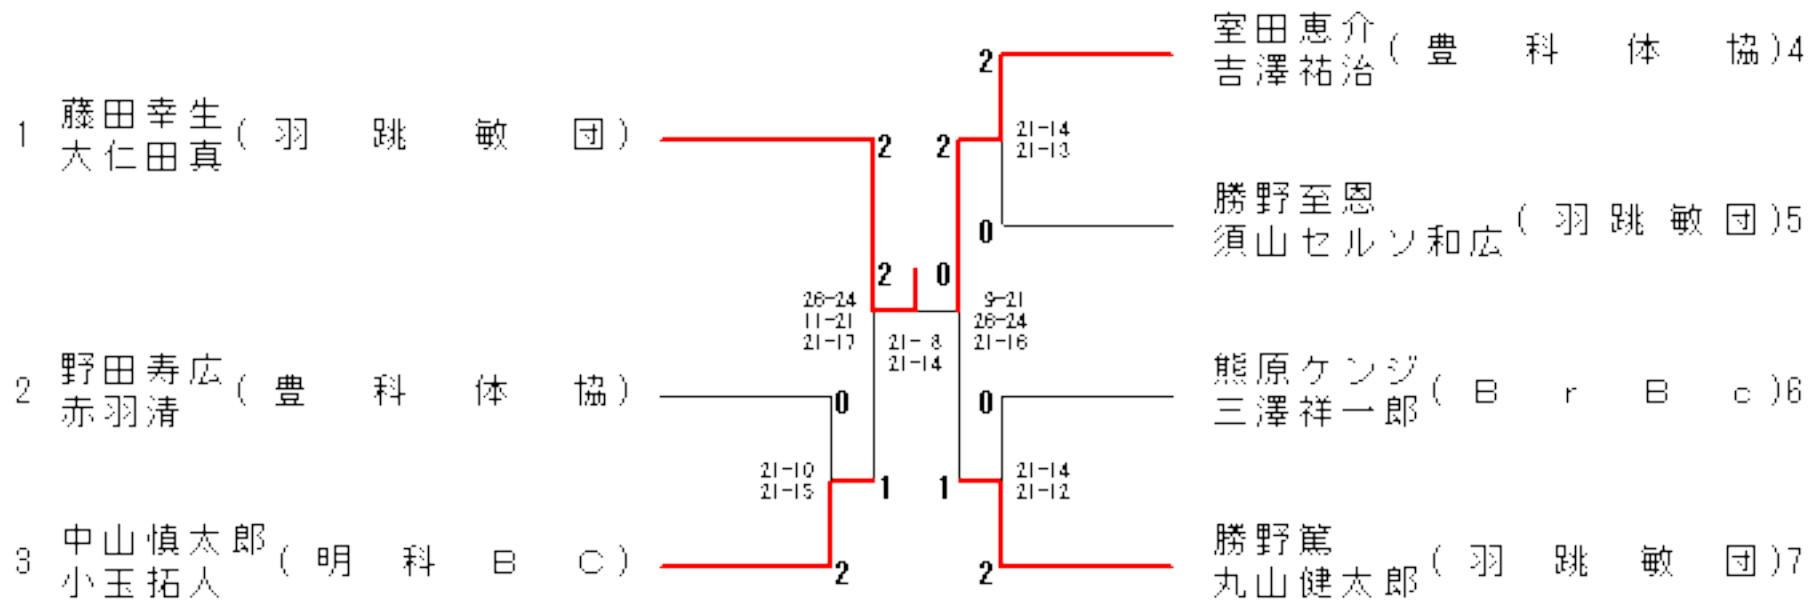 1 藤田幸生 (羽跳敏団)
大仁田真
2 野田寿広 (豊科体協)
赤羽清
3 中山慎太郎 (明科BC)
小玉拓人
室田恵介 (豊科体協)4
吉澤祐治
勝野至恩 (羽跳敏団)5
須山セルソ和広
熊原ケンジ (BrBc)6
三澤祥一郎
勝野篤 (羽跳敏団)7
丸山健太郎
2
2
2
0
2
0
0
0
1
1
2
2
21-14
21-13
26-24
11-21
21-17
21-8
21-14
9-21
26-24
21-16
21-10
21-15
21-14
21-12